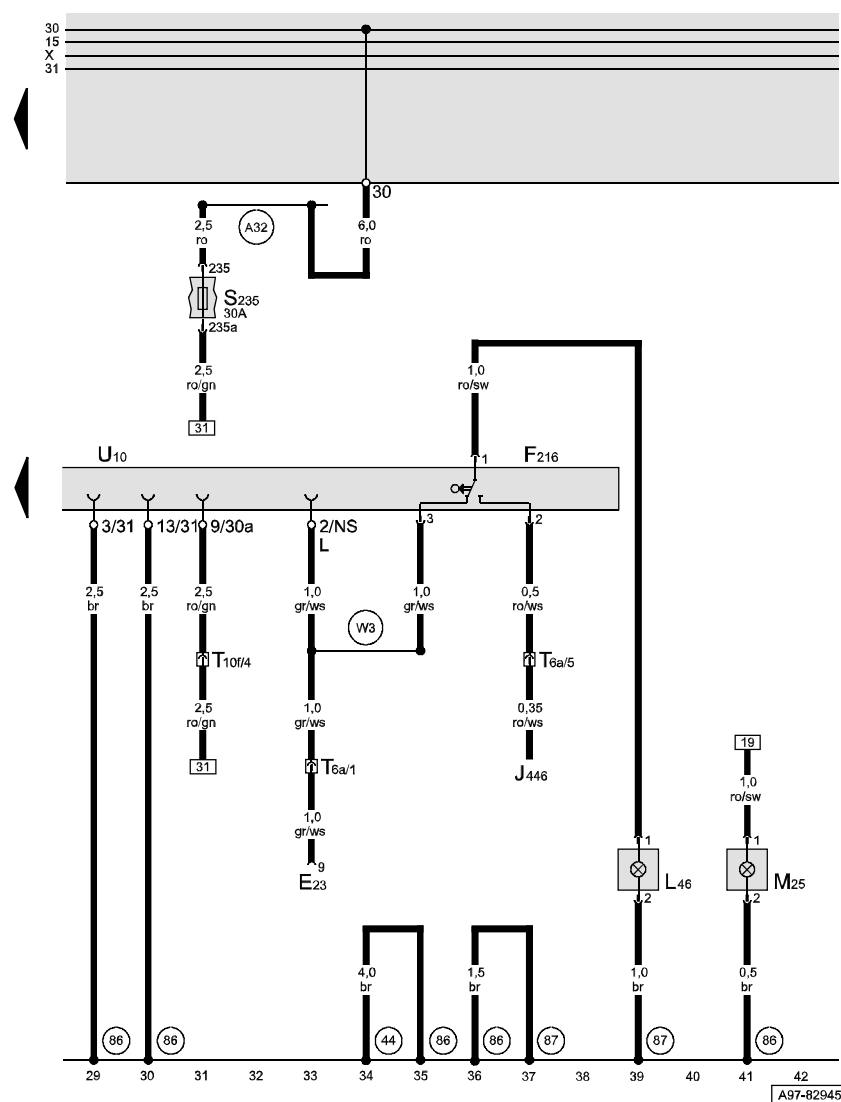 30
15
X
31
30
A32
2,5
ro
6,0
ro
235
S235
30A
235a
2,5
ro/gn
1,0
ro/sw
31
U10
F216
1
3/31
13/31
9/30a
2/NS
L
3
2
2,5
br
2,5
br
2,5
ro/gn
1,0
gr/ws
1,0
gr/ws
0,5
ro/ws
W3
T10f/4
T6a/5
2,5
ro/gn
1,0
gr/ws
0,35
ro/ws
19
31
T6a/1
J446
1,0
ro/sw
1,0
gr/ws
1
1
9
E23
L46
M25
2
2
4,0
br
1,5
br
1,0
br
0,5
br
86
86
44
86
86
87
87
86
29 30 31 32 33 34 35 36 37 38 39 40 41 42
A97-82945